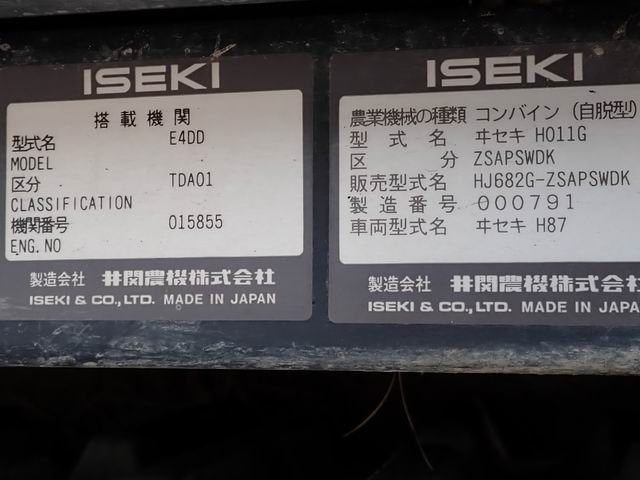 ISEKI
搭載機関
型式名 E4DD
MODEL
区分 TDA01
CLASSIFICATION
機関番号 015855
ENG.NO
製造会社 井関農機株式会社
ISEKI & CO.,LTD. MADE IN JAPAN
ISEKI
農業機械の種類 コンバイン (自脱型)
型式名 ヰセキ HO11G
区分 ZSAPSWDK
販売型式名 HJ682G-ZSAPSWDK
製造番号 000791
車両型式名 ヰセキ H87
製造会社 井関農機株式会社
ISEKI & CO.,LTD. MADE IN JAPA